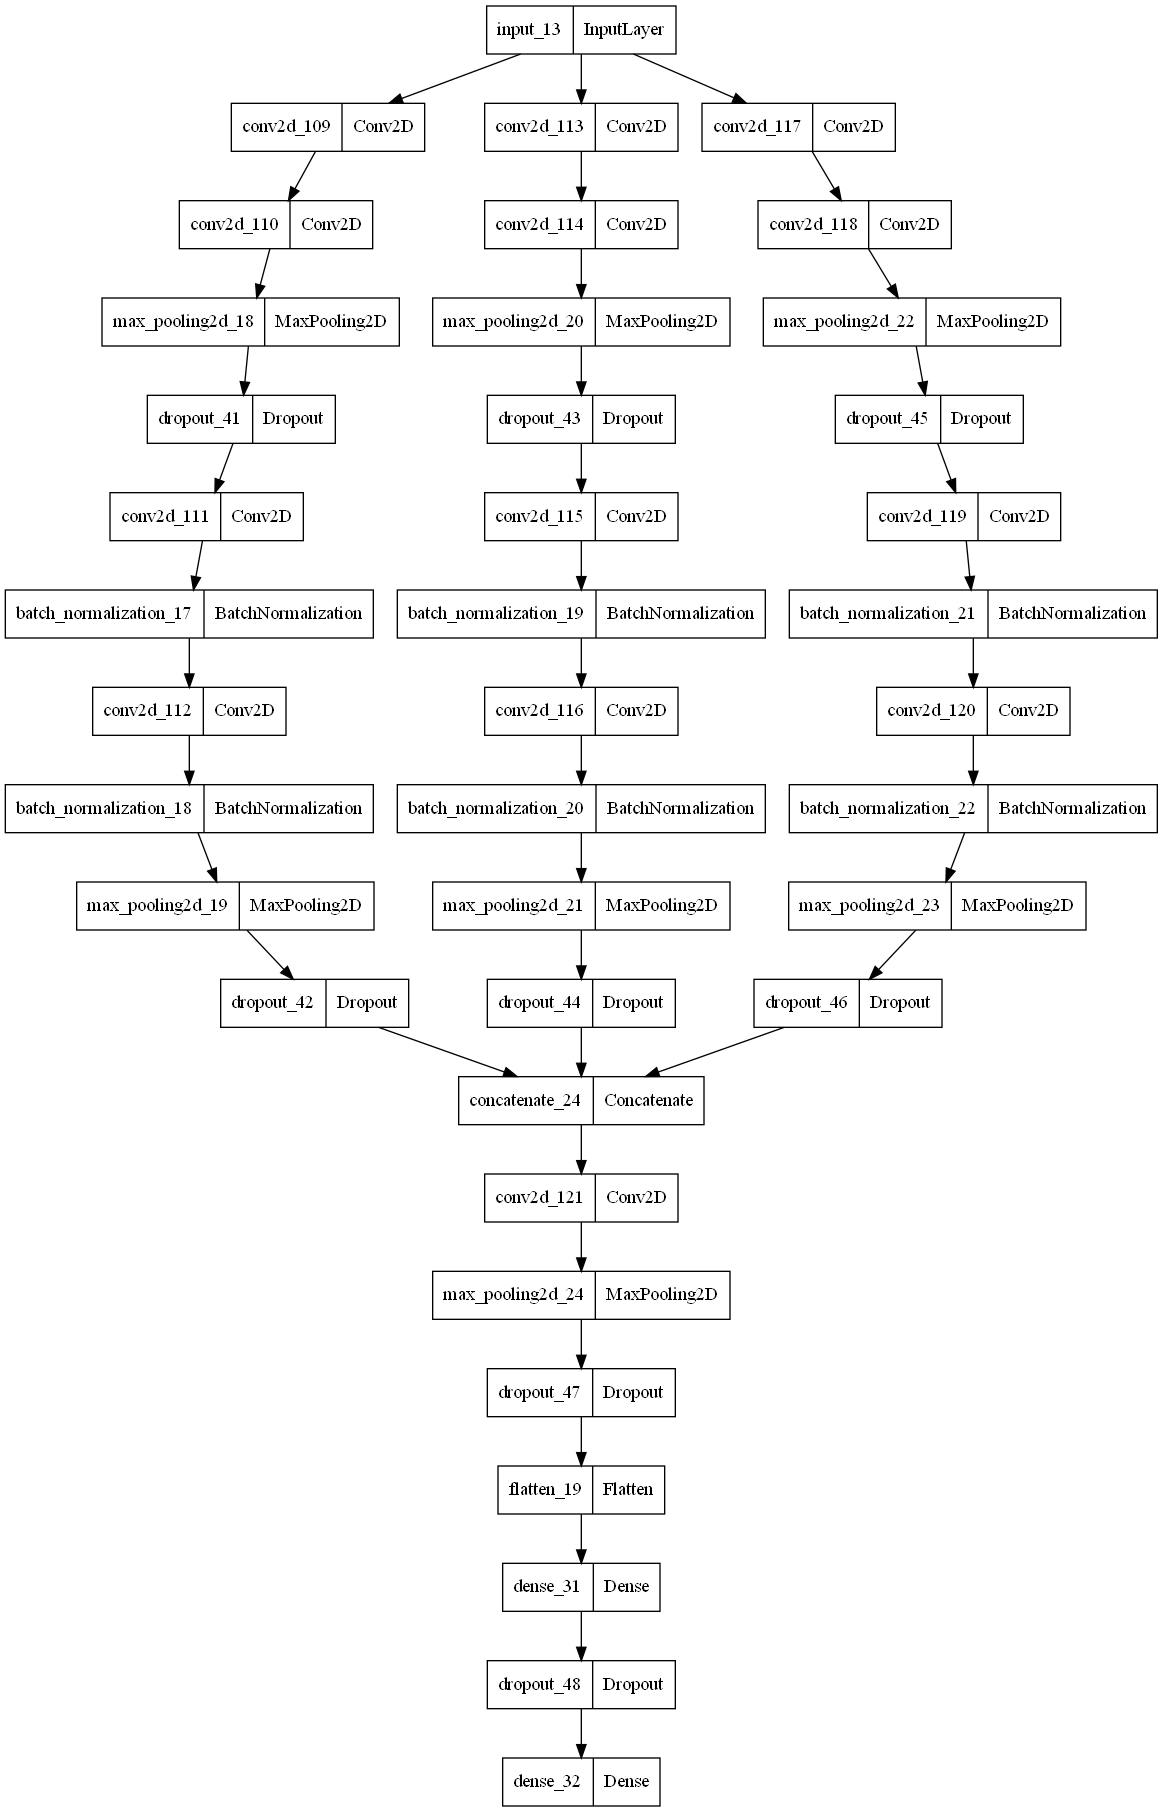 input_13 InputLayer
conv2d_109 Conv2D conv2d_113 Conv2D conv2d_117 Conv2D
conv2d_110 Conv2D conv2d_114 Conv2D conv2d_118 Conv2D
max_pooling2d_18 MaxPooling2D max_pooling2d_20 MaxPooling2D max_pooling2d_22 MaxPooling2D
dropout_41 Dropout dropout_43 Dropout dropout_45 Dropout
conv2d_111 Conv2D conv2d_115 Conv2D conv2d_119 Conv2D
batch_normalization_17 BatchNormalization batch_normalization_19 BatchNormalization batch_normalization_21 BatchNormalization
conv2d_112 Conv2D conv2d_116 Conv2D conv2d_120 Conv2D
batch_normalization_18 BatchNormalization batch_normalization_20 BatchNormalization batch_normalization_22 BatchNormalization
max_pooling2d_19 MaxPooling2D max_pooling2d_21 MaxPooling2D max_pooling2d_23 MaxPooling2D
dropout_42 Dropout dropout_44 Dropout dropout_46 Dropout
concatenate_24 Concatenate
conv2d_121 Conv2D
max_pooling2d_24 MaxPooling2D
dropout_47 Dropout
flatten_19 Flatten
dense_31 Dense
dropout_48 Dropout
dense_32 Dense